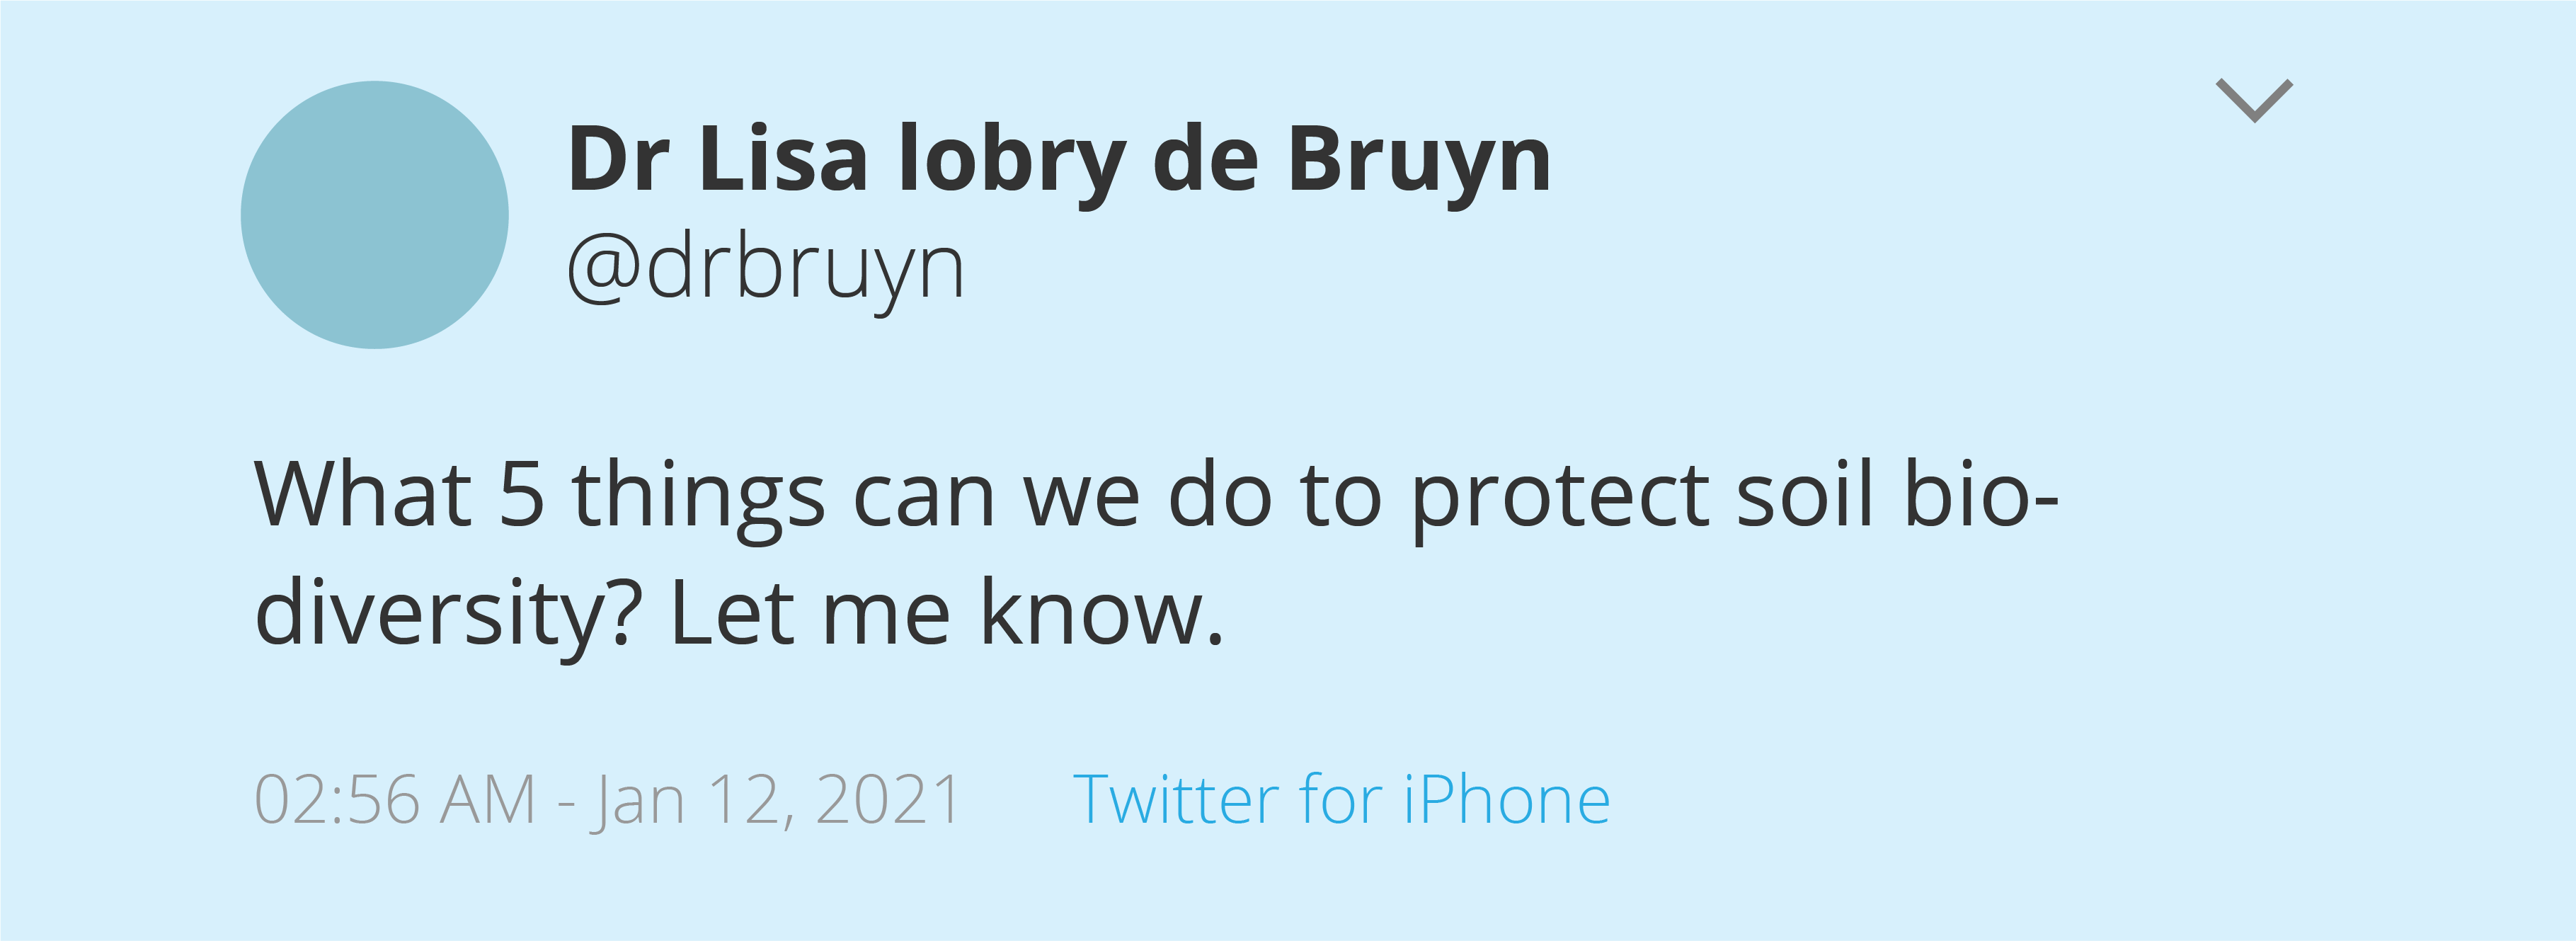 Dr Lisa lobry de Bruyn
@drbruyn
What 5 things can we do to protect soil bio-
diversity? Let me know.
02:56 AM - Jan 12, 2021 Twitter for iPhone